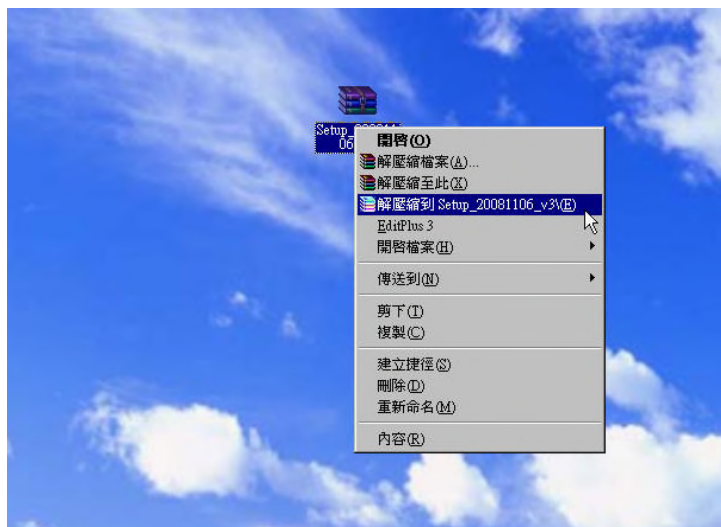 Setup_200811
06
開啓(O)
解壓縮檔案(A)...
解壓縮至此(X)
解壓縮到 Setup_20081106_v3\(E)
EditPlus 3
開啓檔案(H)
傳送到(N)
剪下(T)
複製(C)
建立捷徑(S)
刪除(D)
重新命名(M)
內容(R)